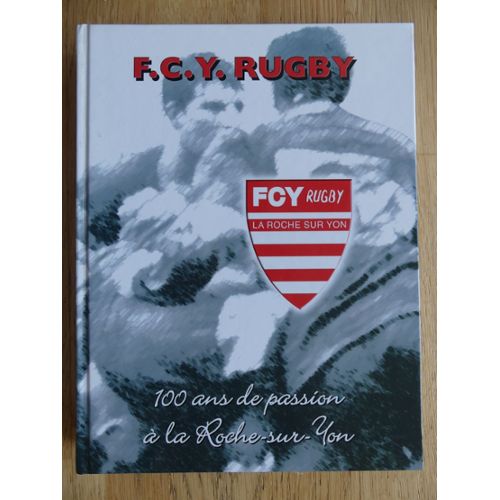 F.C.Y. RUGBY
FCY RUGBY
LA ROCHE SUR YON
100 ans de passion
à la Roche-sur-Yon